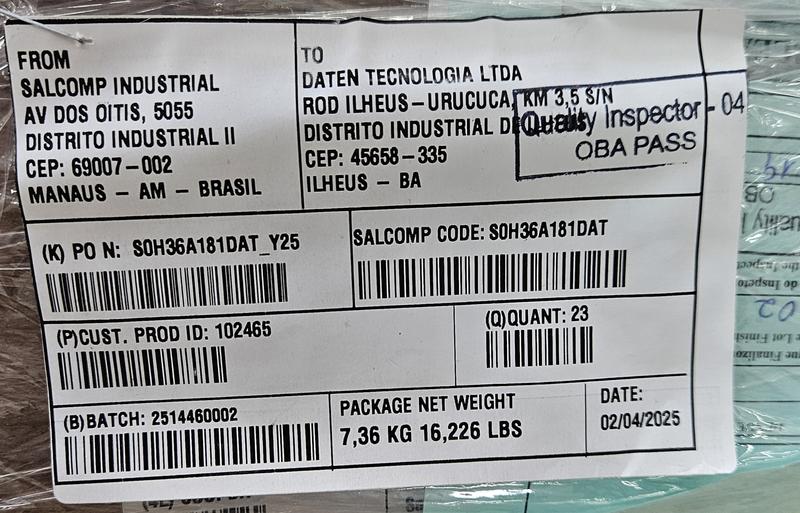 FROM
SALCOMP INDUSTRIAL
AV DOS OITIS, 5055
DISTRITO INDUSTRIAL II
CEP: 69007-002
MANAUS - AM - BRASIL
TO
DATEN TECNOLOGIA LTDA
ROD ILHEUS-URUCUCA, KM 3,5 S/N
DISTRITO INDUSTRIAL DE ILHEUS
CEP: 45658-335
ILHEUS - BA
Quality Inspector - 04
OBA PASS
(K) PO N: S0H36A181DAT_Y25
SALCOMP CODE: S0H36A181DAT
(P)CUST. PROD ID: 102465
(Q)QUANT: 23
(B)BATCH: 2514460002
PACKAGE NET WEIGHT
7,36 KG 16,226 LBS
DATE:
02/04/2025